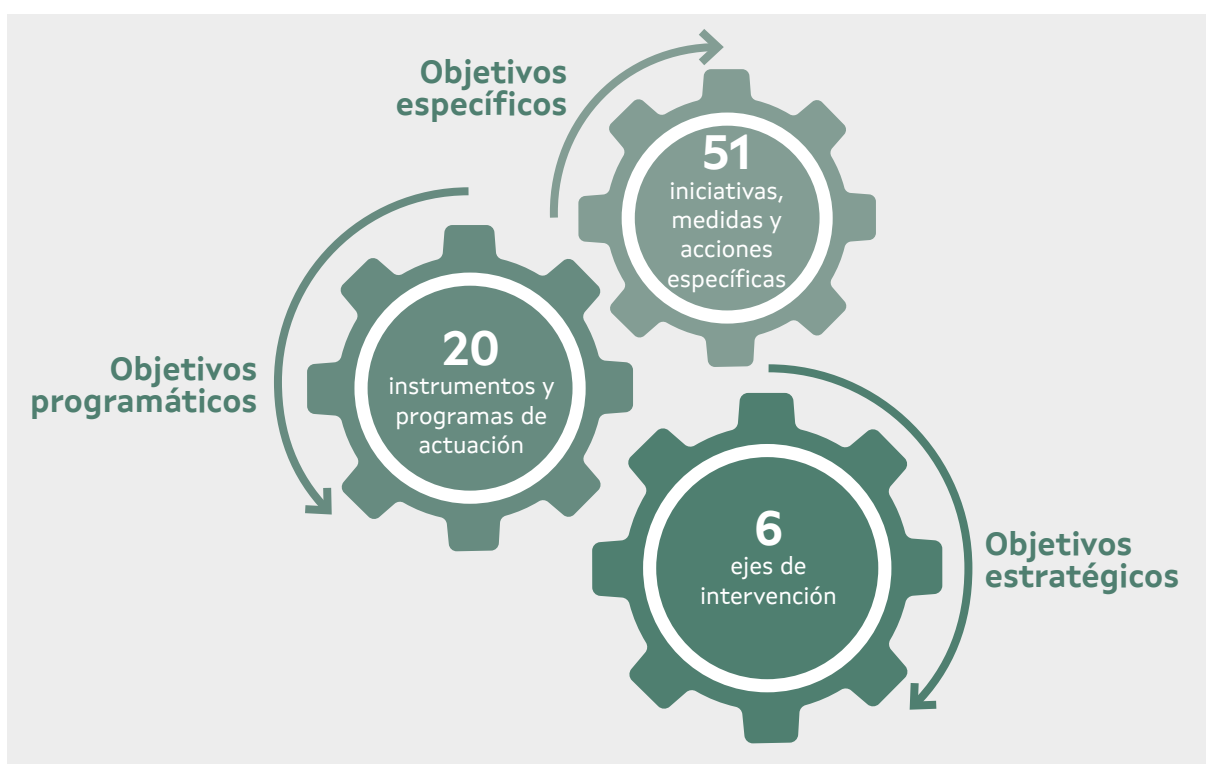 Objetivos
específicos
51
iniciativas,
medidas y
acciones
específicas
Objetivos
programáticos
20
instrumentos y
programas de
actuación
6
ejes de
intervención
Objetivos
estratégicos